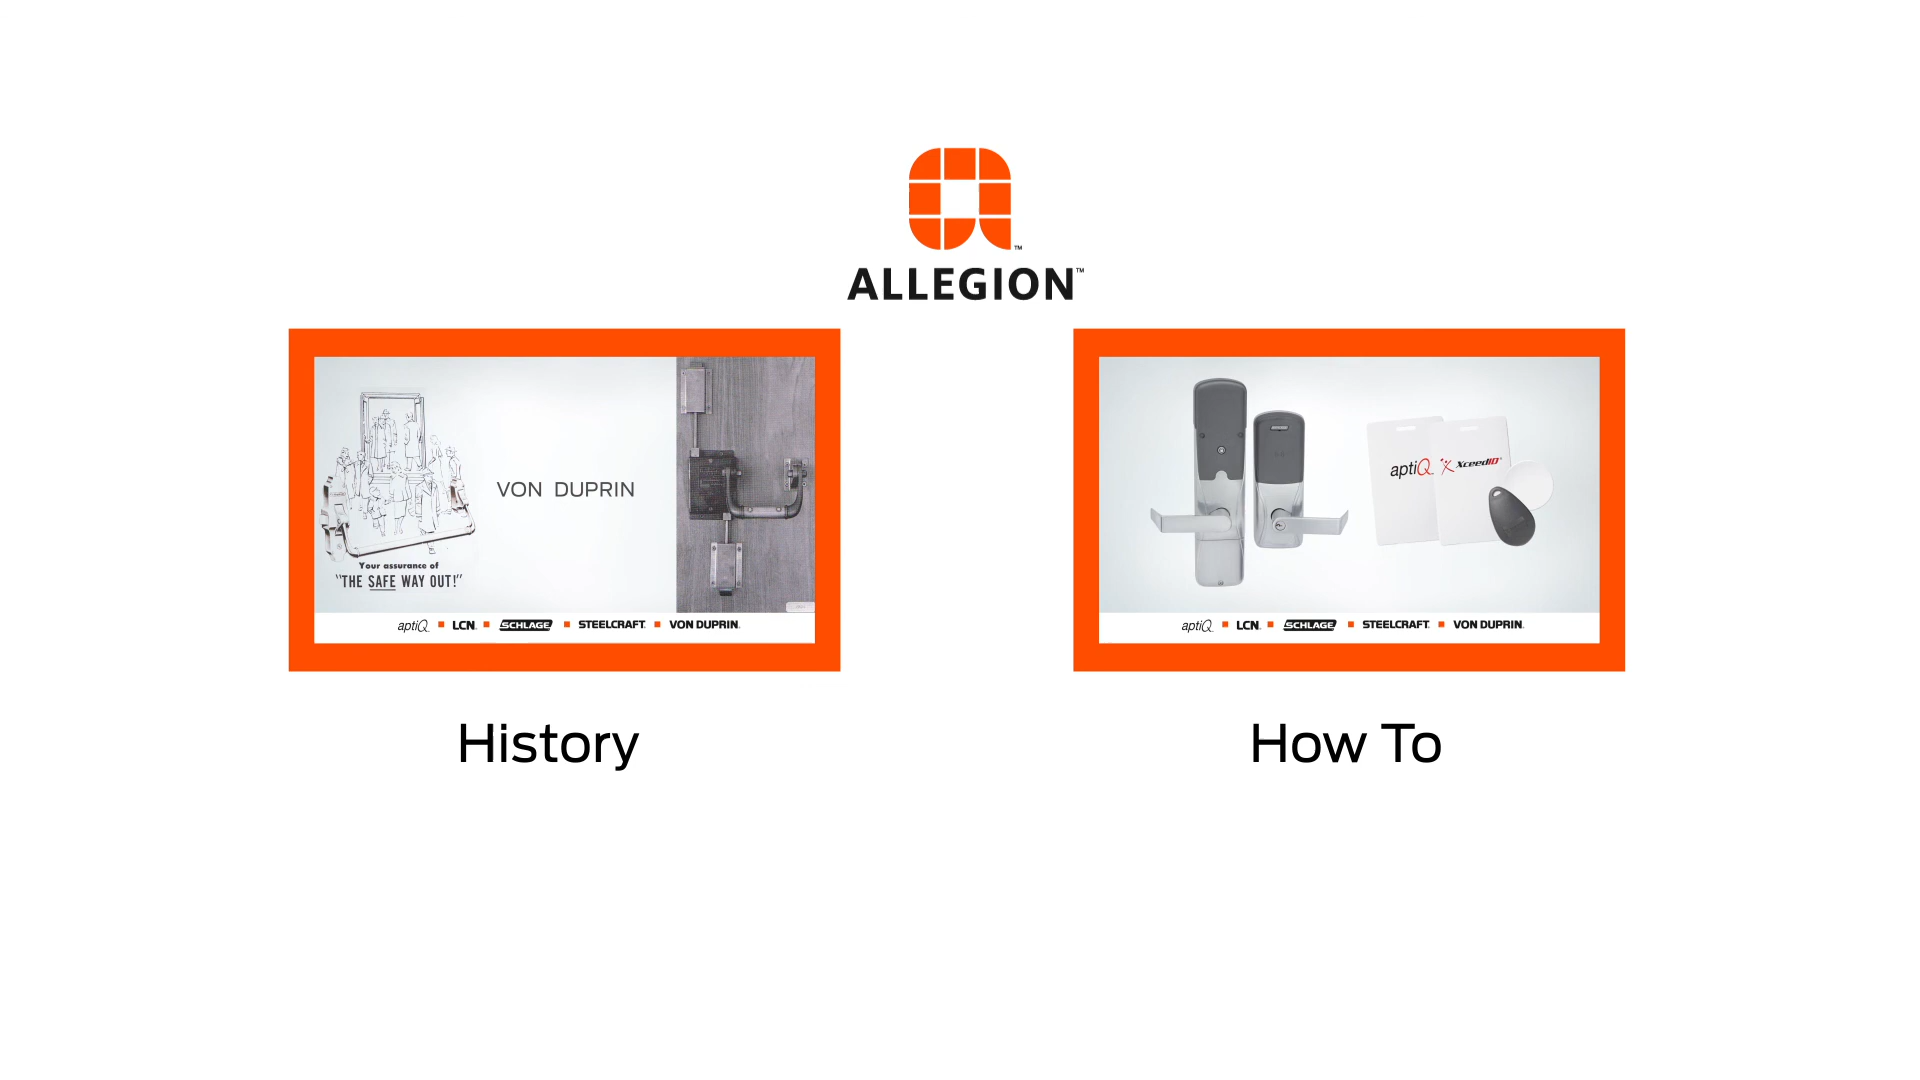 ™
ALLEGION™
VON DUPRIN
Your assurance of
"THE SAFE WAY OUT!"
aptiQ. LCN. SCHLAGE STEELCRAFT. VON DUPRIN.
History
aptiQ. XceedID®
aptiQ. LCN. SCHLAGE STEELCRAFT. VON DUPRIN.
How To